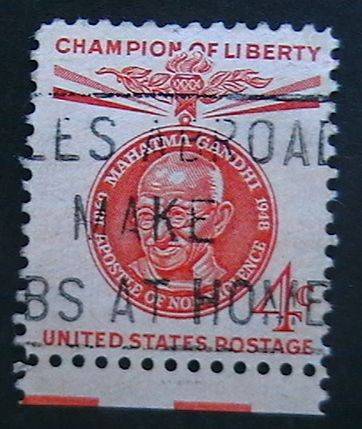 CHAMPION OF LIBERTY
LES ABROAD
MAHATMA GANDHI
1869
1948
MAKE
APOSTLE OF NONVIOLENCE
BS AT HOME
4¢
UNITED STATES POSTAGE